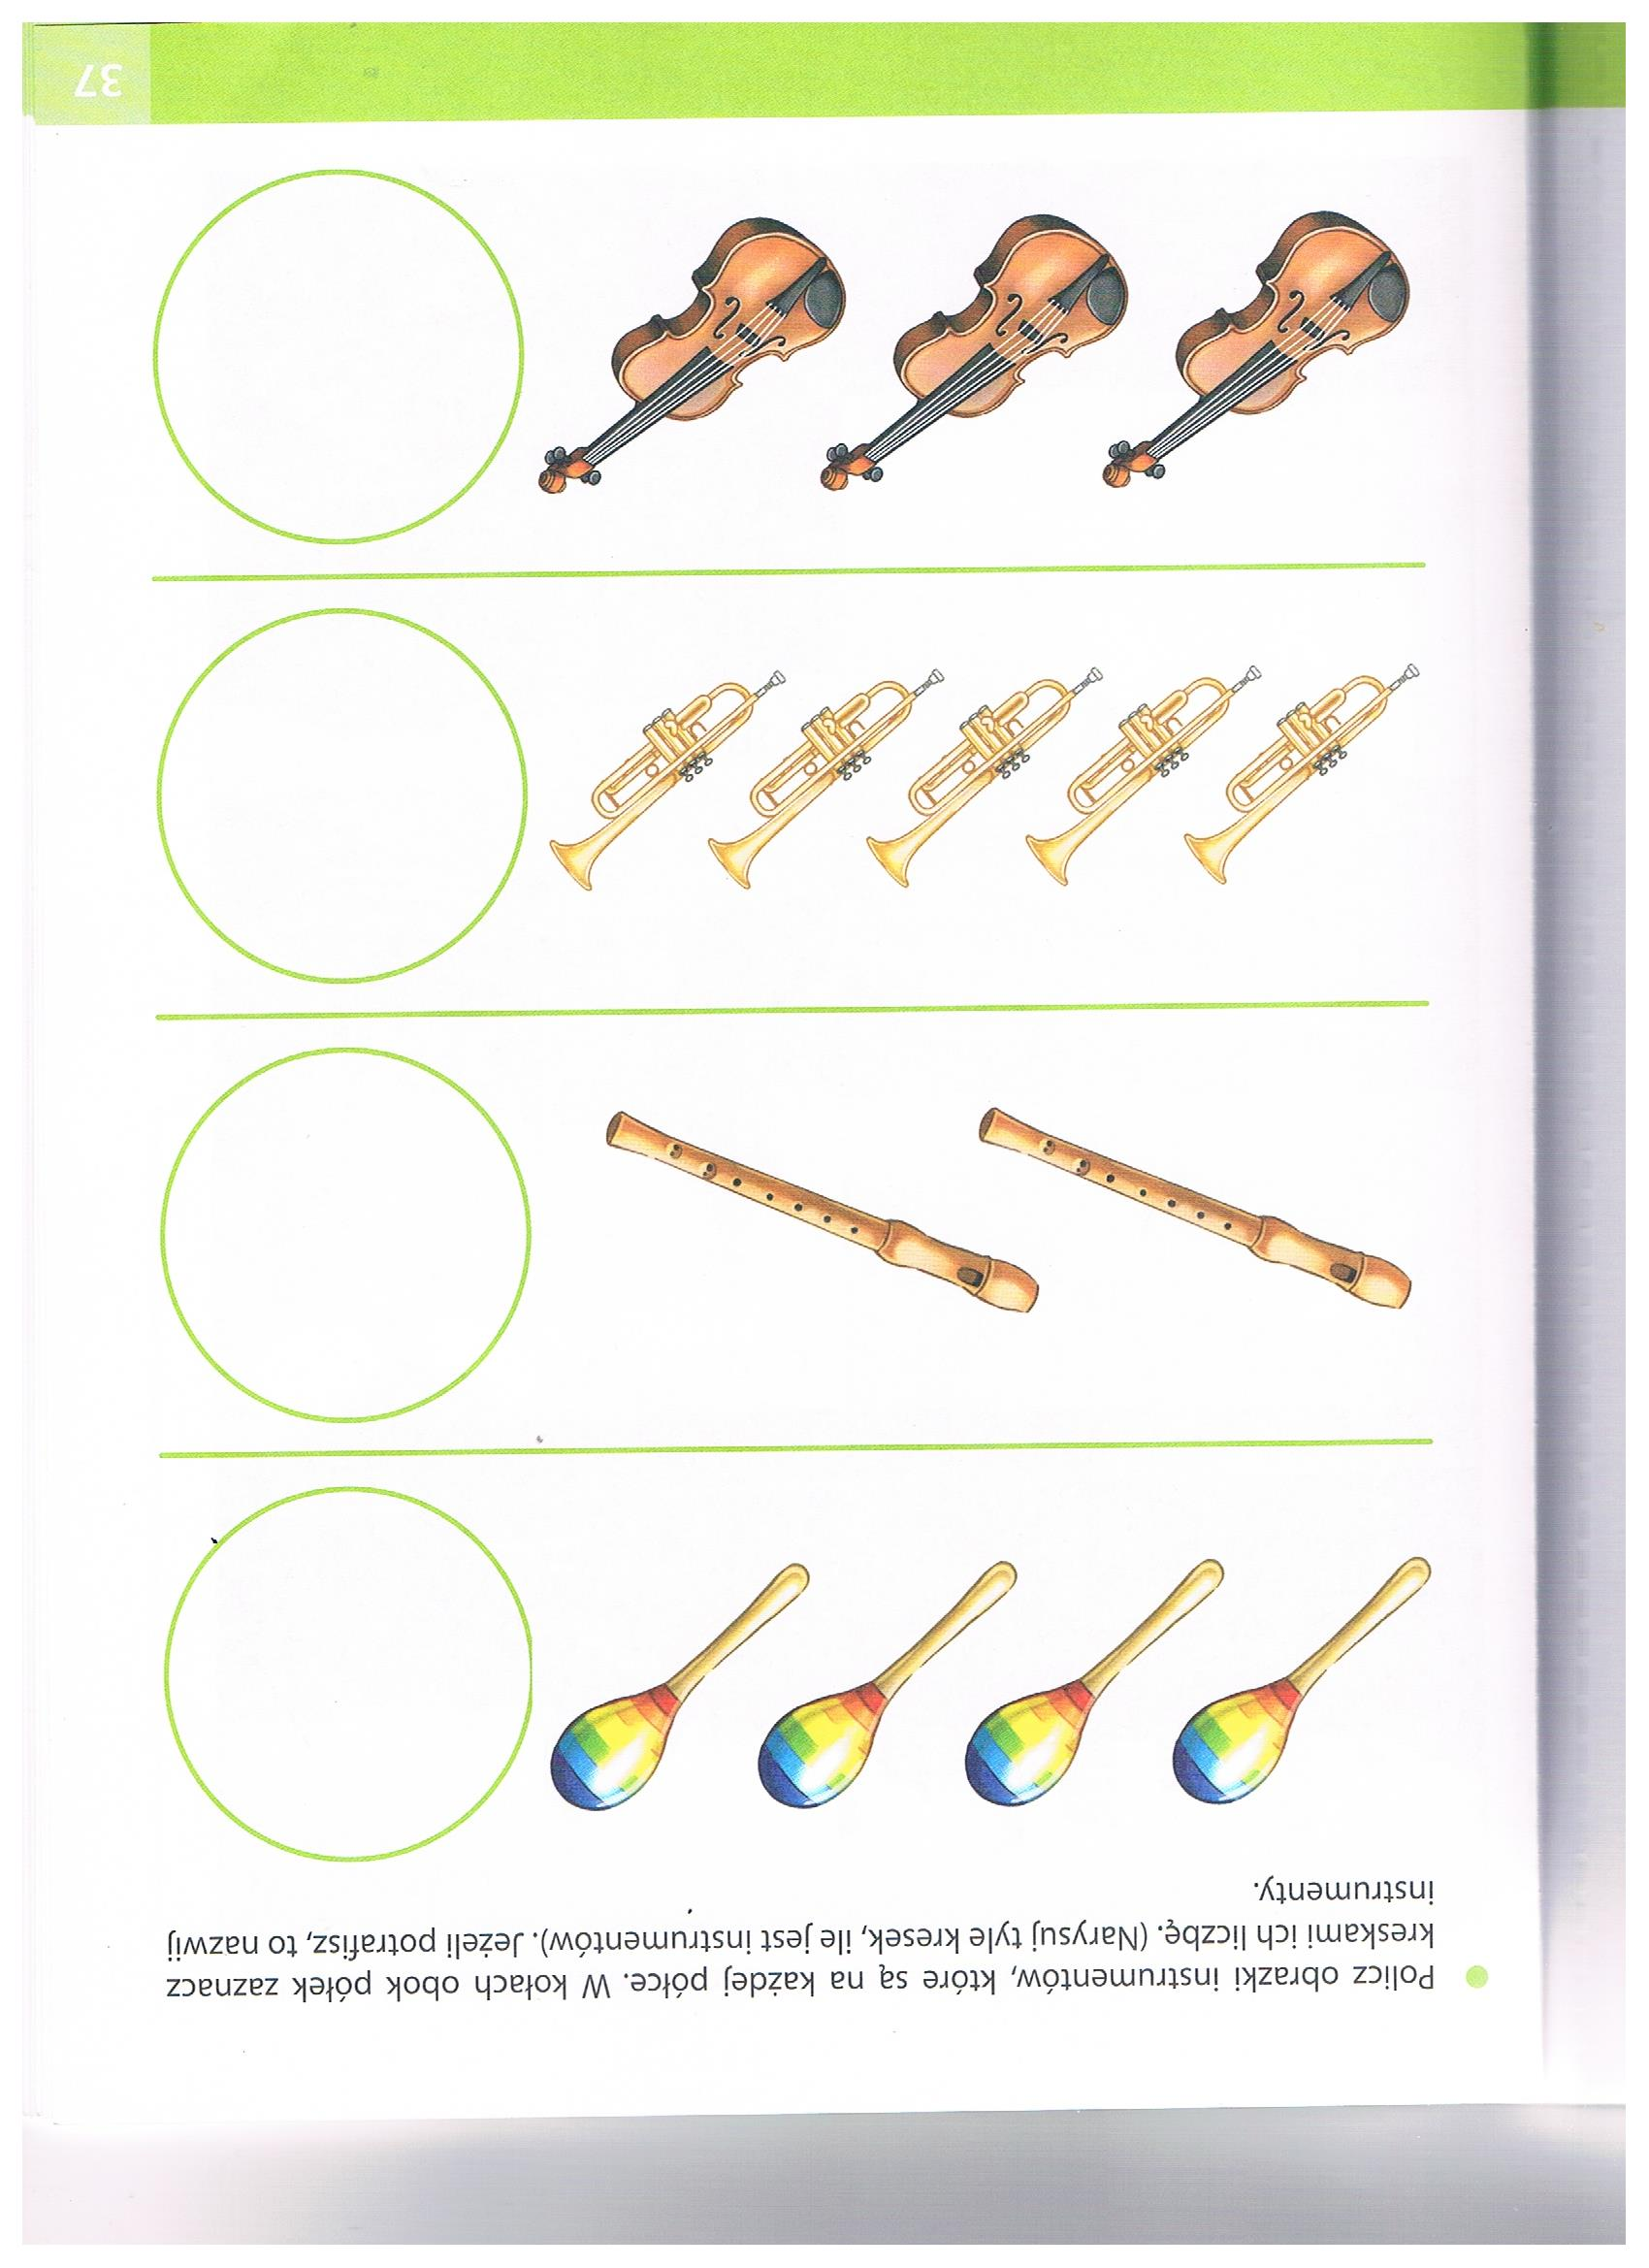 Policz obrazki instrumentów, które są na każdej półce. W kołach obok półek zaznacz
kreskami ich liczbę. (Narysuj tyle kresek, ile jest instrumentów). Jeżeli potrafisz, to nazwij
instrumenty.
37